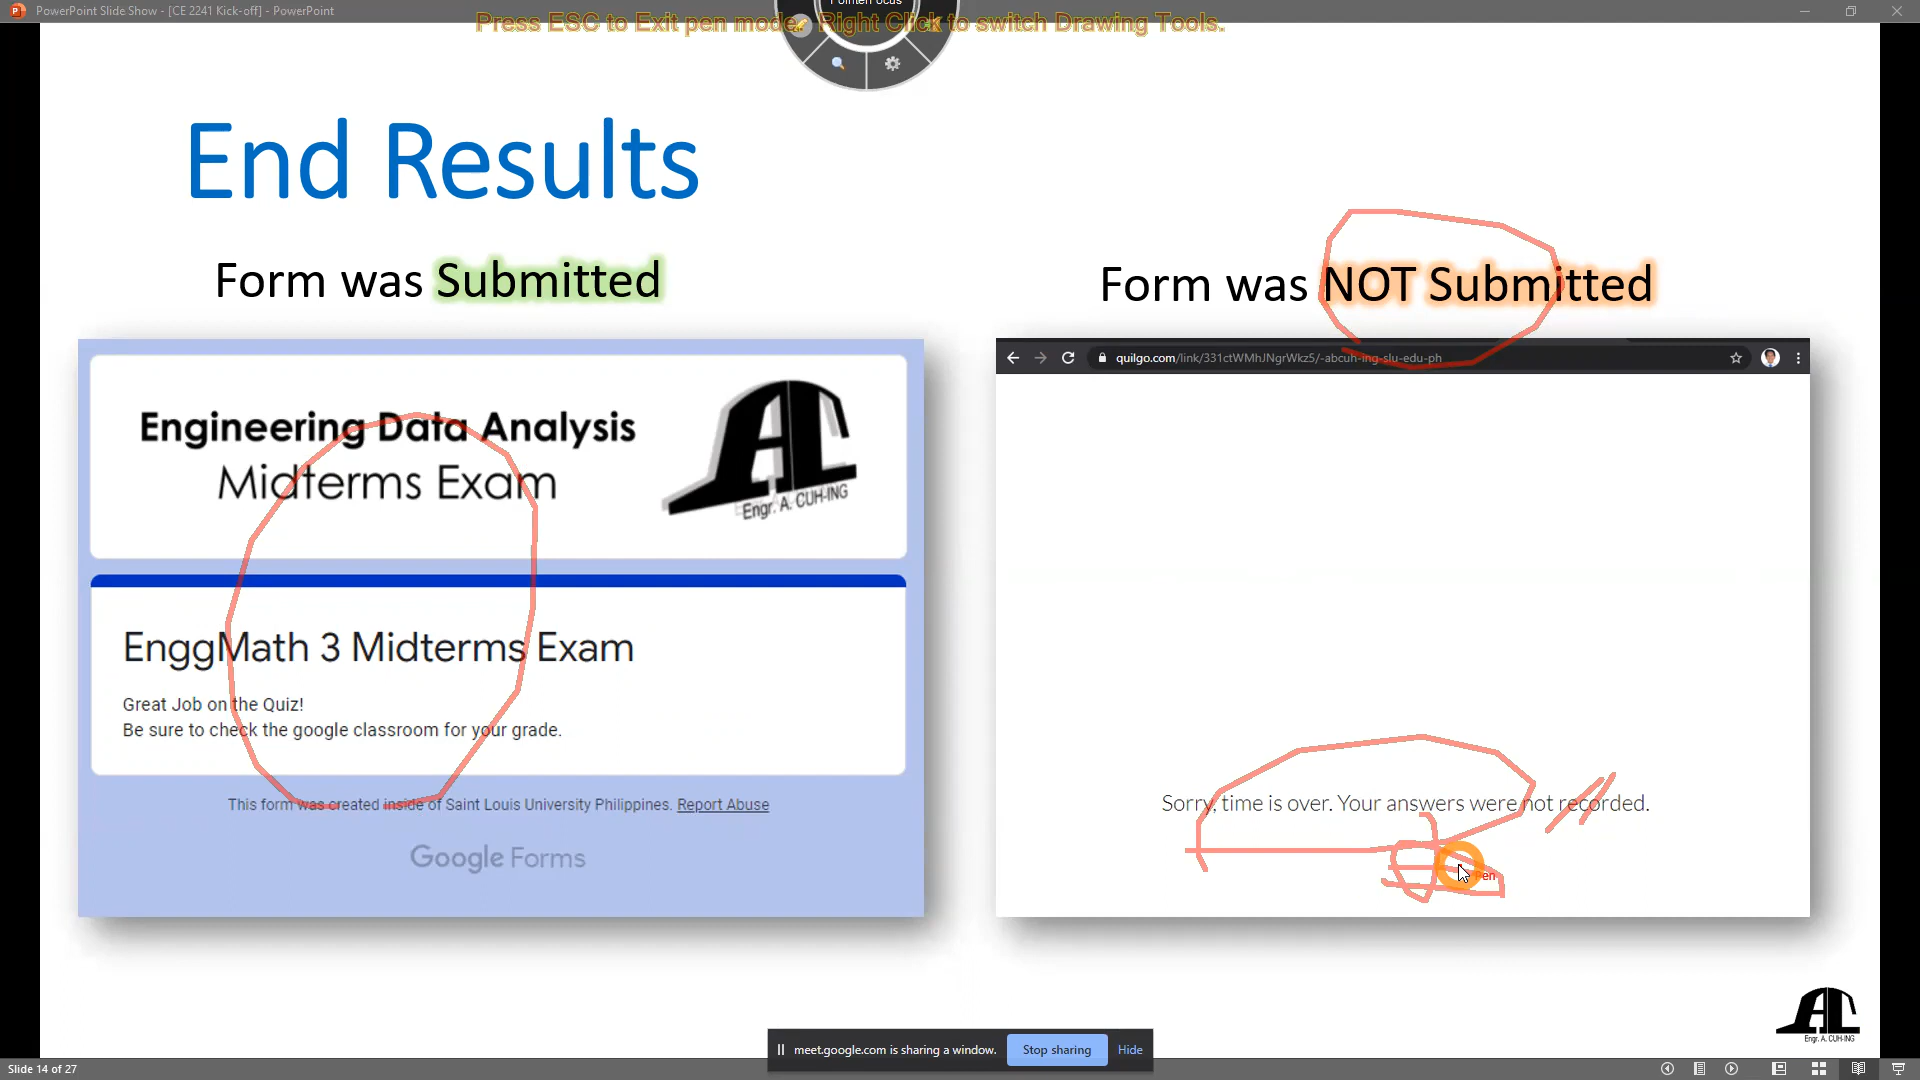 PowerPoint Slide Show - [CE 2241 Kick-off] - PowerPoint
Press ESC to Exit pen mode, Right Click to switch Drawing Tools.
End Results
Form was Submitted
Form was NOT Submitted
quilgo.com/link/331ctWMhJNgrWkz5/-abcuh-ing-slu-edu-ph
Engineering Data Analysis
Midterms Exam
Engr. A. CUH-ING
EnggMath 3 Midterms Exam
Great Job on the Quiz!
Be sure to check the google classroom for your grade.
This form was created inside of Saint Louis University Philippines. Report Abuse
Google Forms
Sorry, time is over. Your answers were not recorded.
Pen
Engr. A. CUH-ING
meet.google.com is sharing a window. Stop sharing Hide
Slide 14 of 27